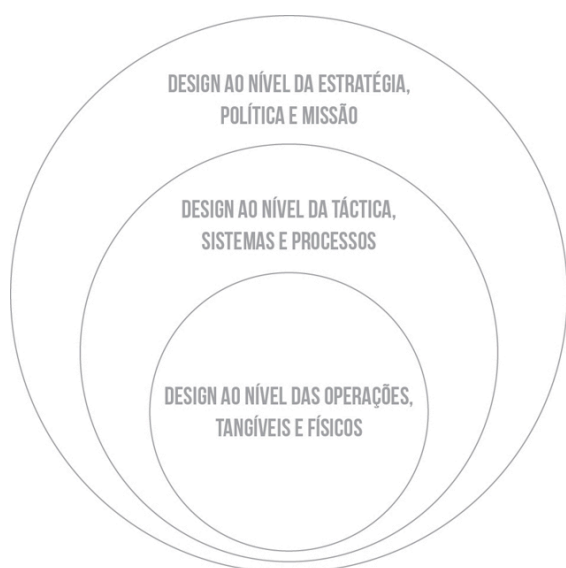 DESIGN AO NÍVEL DA ESTRATÉGIA,
POLÍTICA E MISSÃO
DESIGN AO NÍVEL DA TÁCTICA,
SISTEMAS E PROCESSOS
DESIGN AO NÍVEL DAS OPERAÇÕES,
TANGÍVEIS E FÍSICOS